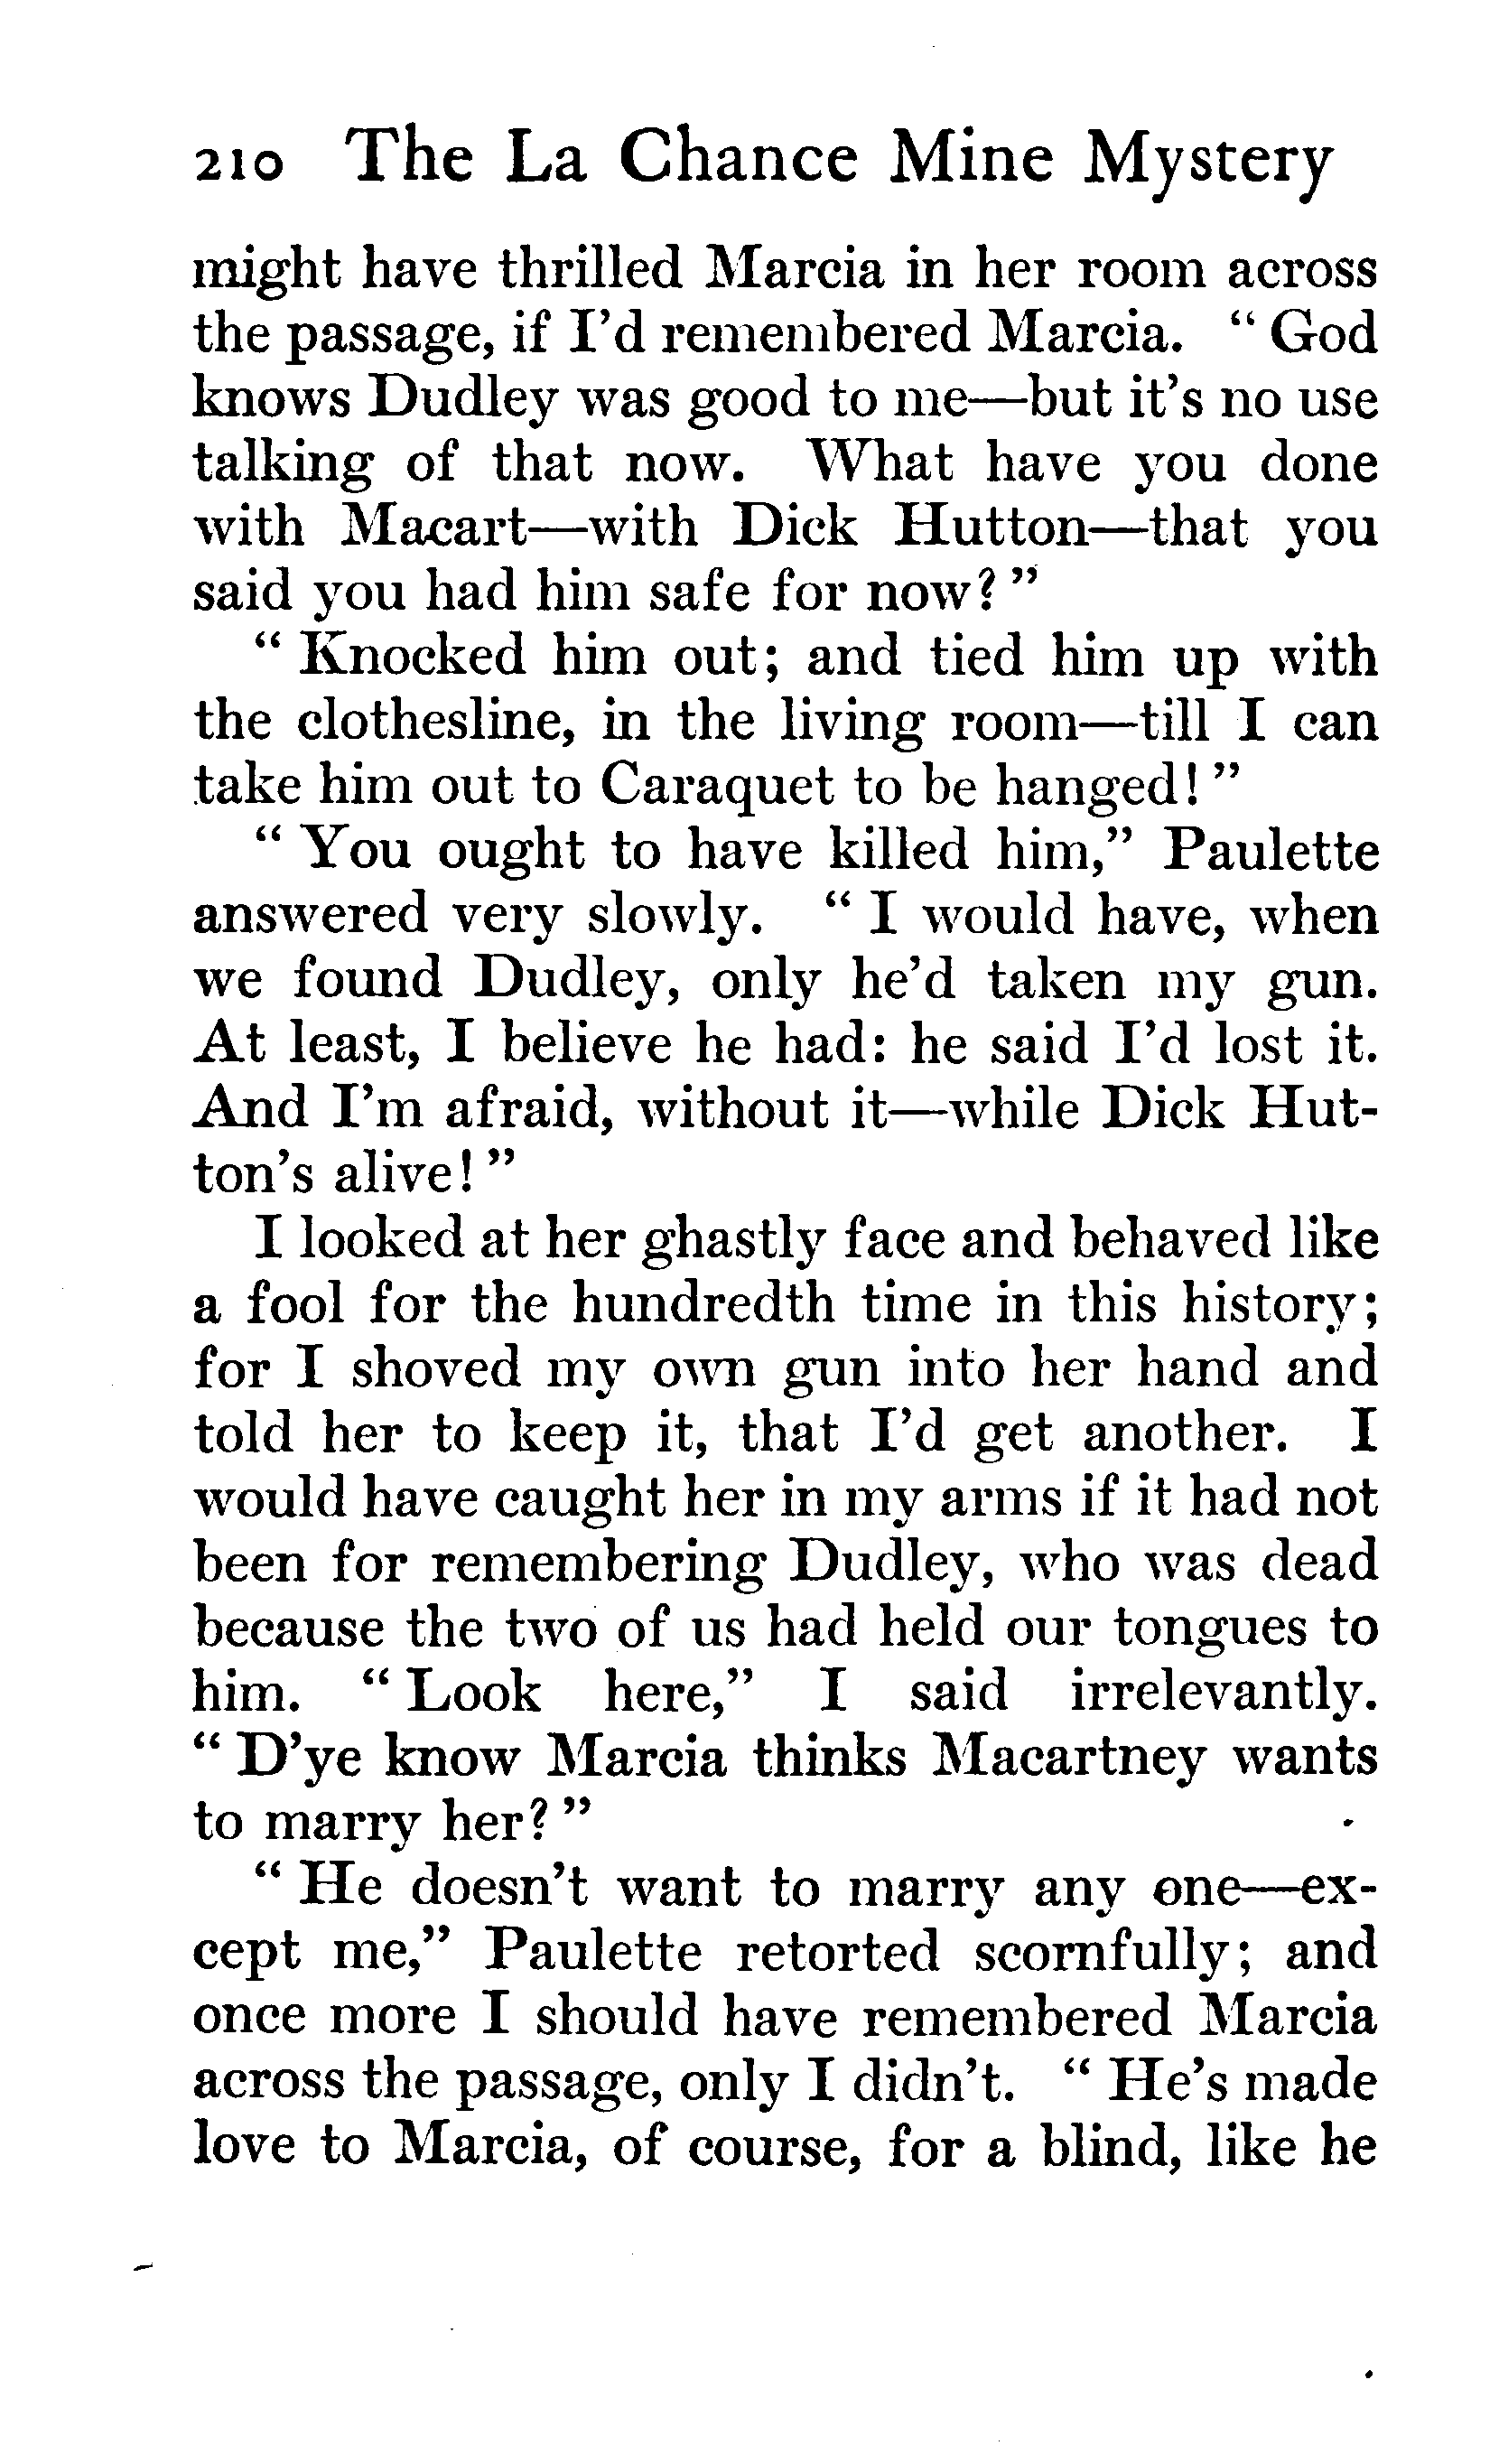 210 The La Chance Mine Mystery
might have thrilled Marcia in her room across
the passage, if I'd remembered Marcia. “ God
knows Dudley was good to me—but it's no use
talking of that now. What have you done
with Macart—with Dick Hutton—that you
said you had him safe for now? ”
“ Knocked him out; and tied him up with
the clothesline, in the living room—till I can
take him out to Caraquet to be hanged! ”
“ You ought to have killed him,” Paulette
answered very slowly. “ I would have, when
we found Dudley, only he'd taken my gun.
At least, I believe he had: he said I'd lost it.
And I'm afraid, without it—while Dick Hut-
ton's alive! ”
I looked at her ghastly face and behaved like
a fool for the hundredth time in this history;
for I shoved my own gun into her hand and
told her to keep it, that I'd get another. I
would have caught her in my arms if it had not
been for remembering Dudley, who was dead
because the two of us had held our tongues to
him. “ Look here,” I said irrelevantly.
“ D'ye know Marcia thinks Macartney wants
to marry her? ”
“ He doesn't want to marry any one—ex-
cept me,” Paulette retorted scornfully; and
once more I should have remembered Marcia
across the passage, only I didn't. “ He's made
love to Marcia, of course, for a blind, like he